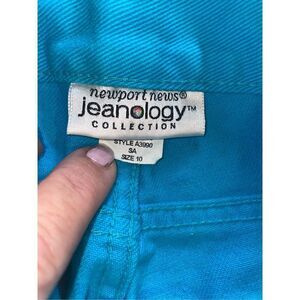 newport news®
jeanology™
COLLECTION
STYLE A3990
SA
SIZE 10